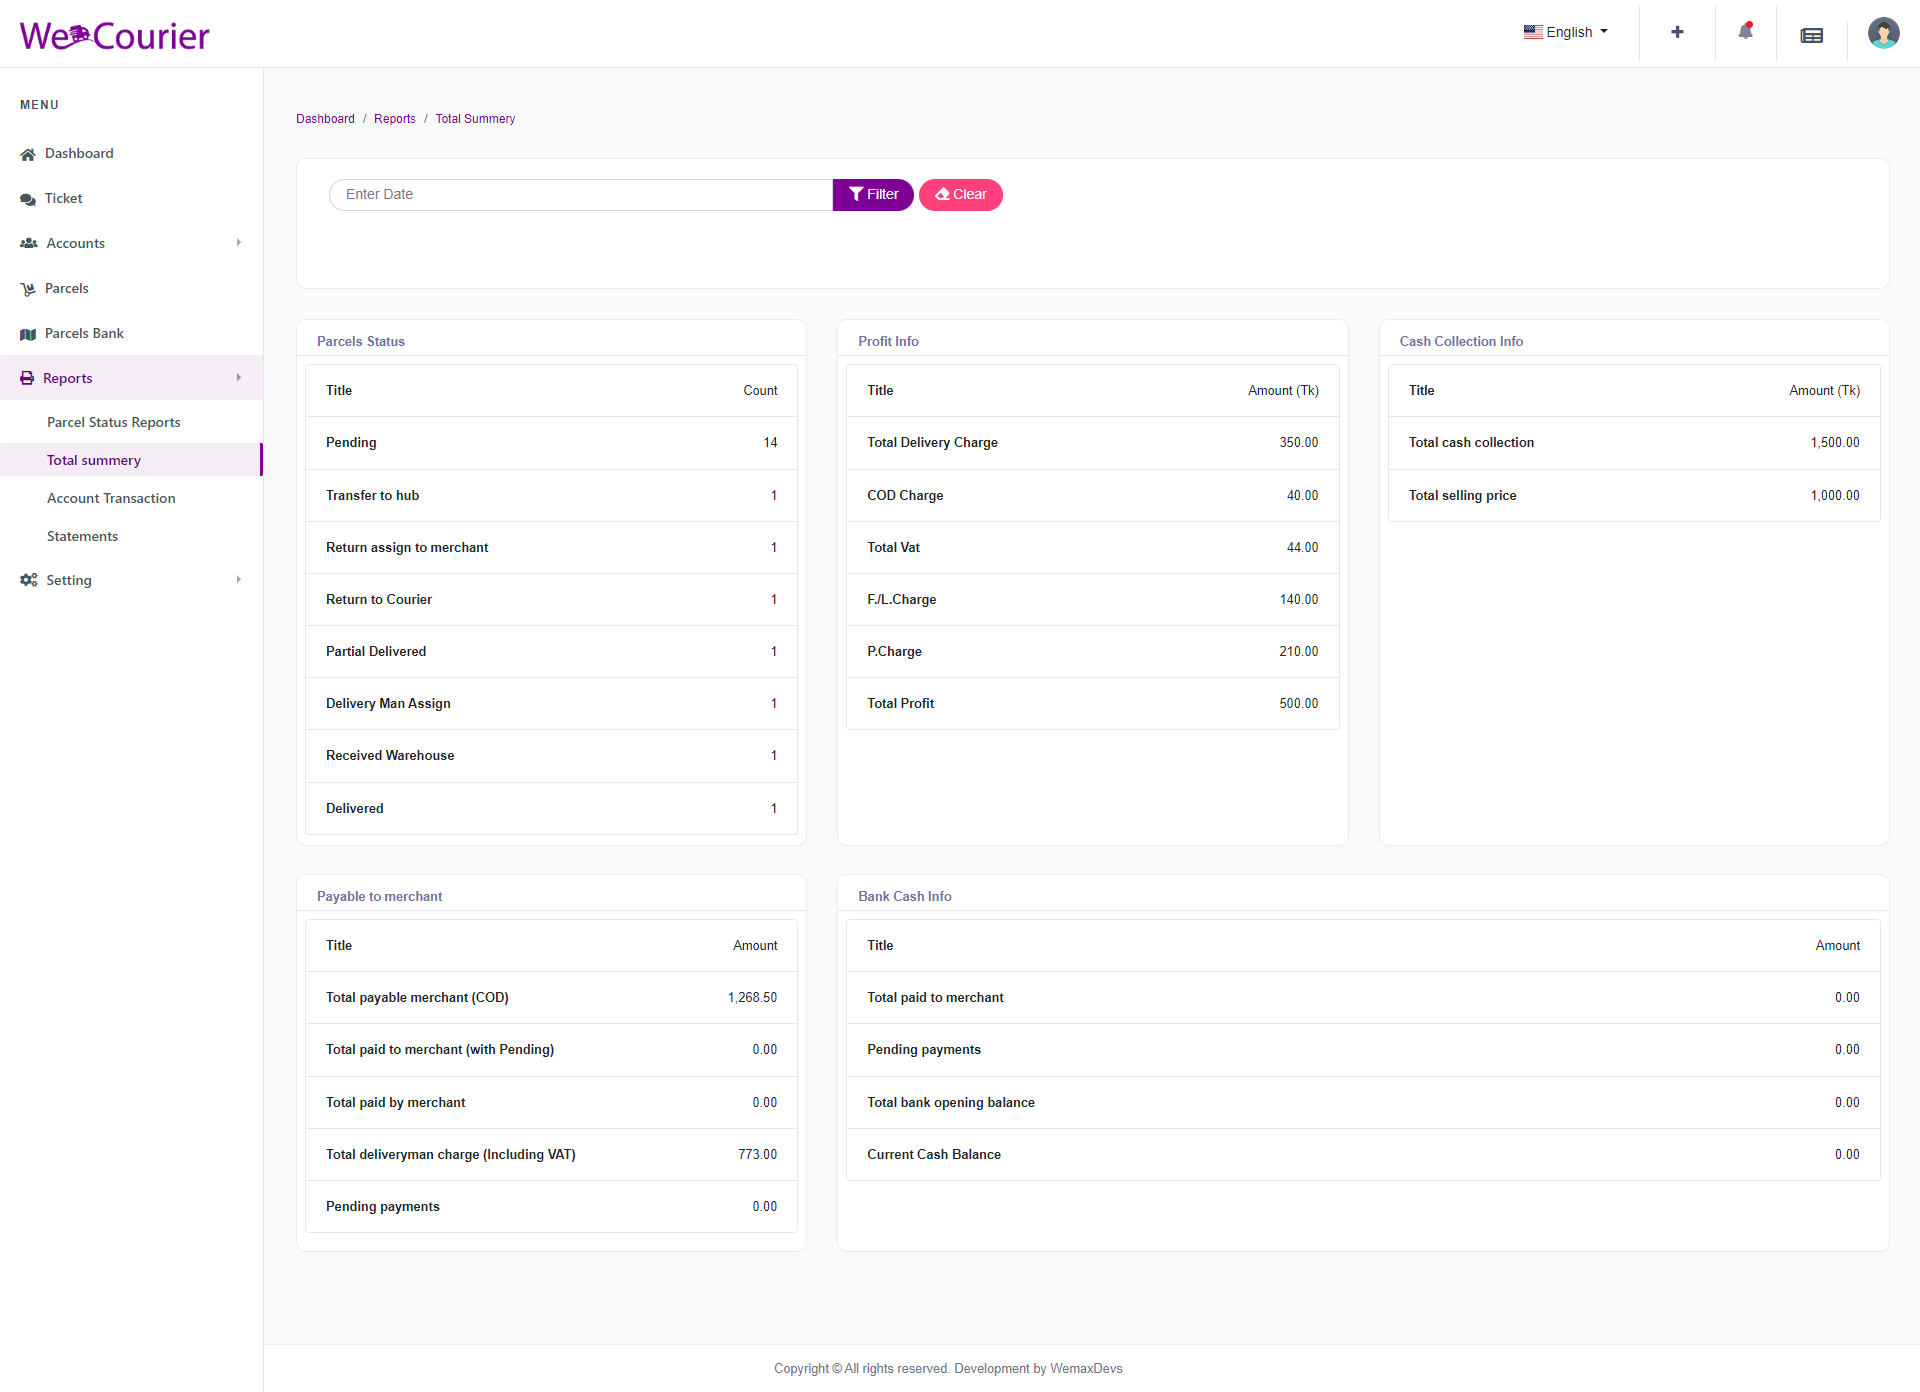 We Courier
English
MENU
Dashboard
Ticket
Accounts
Parcels
Parcels Bank
Reports
Parcel Status Reports
Total summery
Account Transaction
Statements
Setting
Dashboard / Reports / Total Summery
Enter Date Filter Clear
Parcels Status
Title Count
Pending 14
Transfer to hub 1
Return assign to merchant 1
Return to Courier 1
Partial Delivered 1
Delivery Man Assign 1
Received Warehouse 1
Delivered 1
Profit Info
Title Amount (Tk)
Total Delivery Charge 350.00
COD Charge 40.00
Total Vat 44.00
F./L.Charge 140.00
P.Charge 210.00
Total Profit 500.00
Cash Collection Info
Title Amount (Tk)
Total cash collection 1,500.00
Total selling price 1,000.00
Payable to merchant
Title Amount
Total payable merchant (COD) 1,268.50
Total paid to merchant (with Pending) 0.00
Total paid by merchant 0.00
Total deliveryman charge (Including VAT) 773.00
Pending payments 0.00
Bank Cash Info
Title Amount
Total paid to merchant 0.00
Pending payments 0.00
Total bank opening balance 0.00
Current Cash Balance 0.00
Copyright © All rights reserved. Development by WemaxDevs